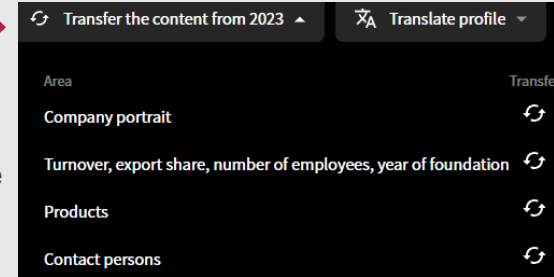 Transfer the content from 2023 Translate profile
Area
Company portrait
Turnover, export share, number of employees, year of foundation
Products
Contact persons